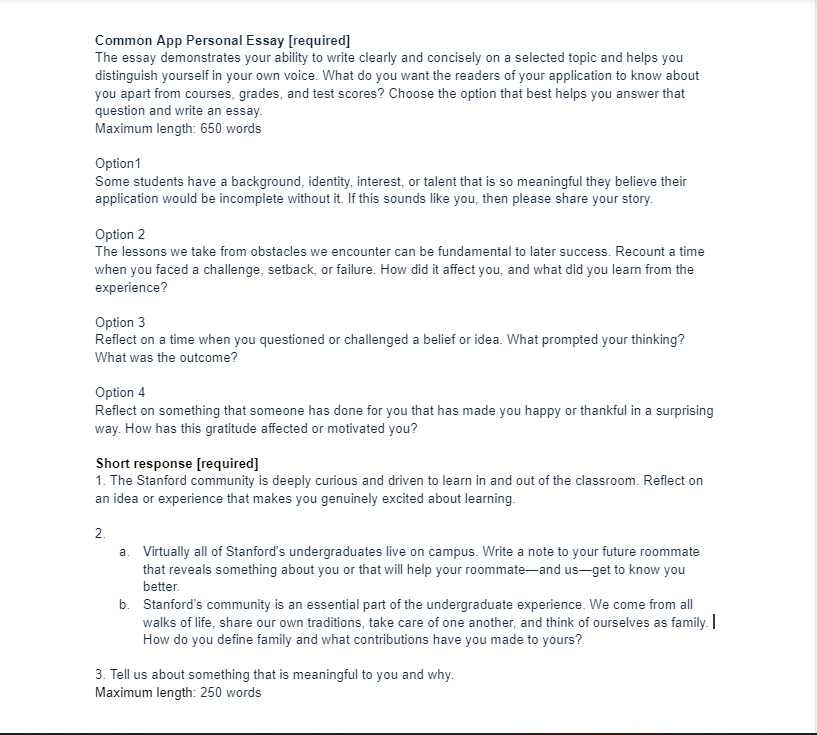 Common App Personal Essay [required]
The essay demonstrates your ability to write clearly and concisely on a selected topic and helps you
distinguish yourself in your own voice. What do you want the readers of your application to know about
you apart from courses, grades, and test scores? Choose the option that best helps you answer that
question and write an essay.
Maximum length: 650 words
Option1
Some students have a background, identity, interest, or talent that is so meaningful they believe their
application would be incomplete without it. If this sounds like you, then please share your story.
Option 2
The lessons we take from obstacles we encounter can be fundamental to later success. Recount a time
when you faced a challenge, setback, or failure. How did it affect you, and what did you learn from the
experience?
Option 3
Reflect on a time when you questioned or challenged a belief or idea. What prompted your thinking?
What was the outcome?
Option 4
Reflect on something that someone has done for you that has made you happy or thankful in a surprising
way. How has this gratitude affected or motivated you?
Short response [required]
1. The Stanford community is deeply curious and driven to learn in and out of the classroom. Reflect on
an idea or experience that makes you genuinely excited about learning.
2.
a. Virtually all of Stanford's undergraduates live on campus. Write a note to your future roommate
that reveals something about you or that will help your roommate—and us—get to know you
better.
b. Stanford's community is an essential part of the undergraduate experience. We come from all
walks of life, share our own traditions, take care of one another, and think of ourselves as family.
How do you define family and what contributions have you made to yours?
3. Tell us about something that is meaningful to you and why.
Maximum length: 250 words